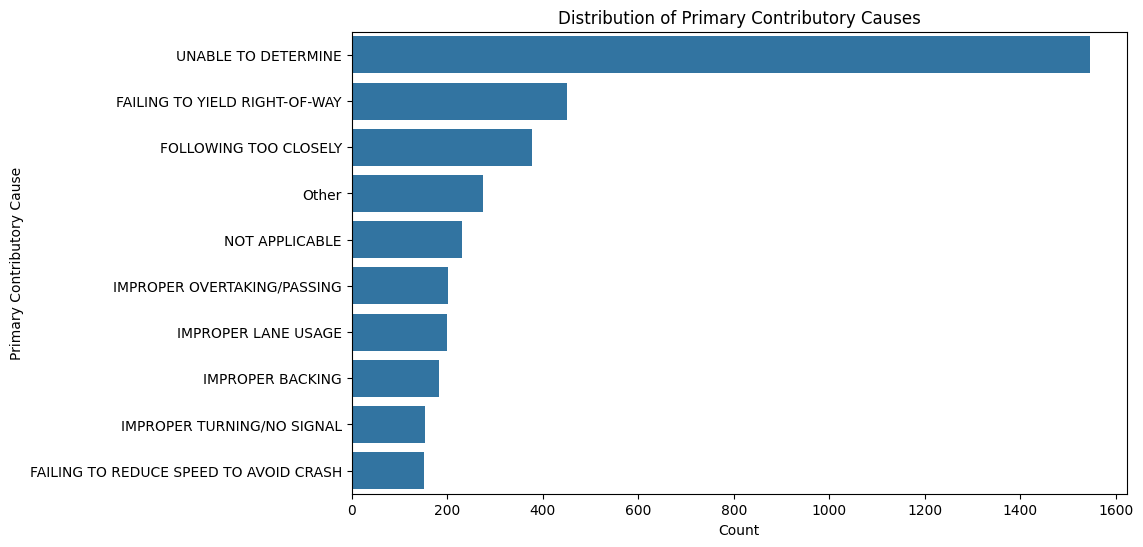 Distribution of Primary Contributory Causes
Primary Contributory Cause
UNABLE TO DETERMINE
FAILING TO YIELD RIGHT-OF-WAY
FOLLOWING TOO CLOSELY
Other
NOT APPLICABLE
IMPROPER OVERTAKING/PASSING
IMPROPER LANE USAGE
IMPROPER BACKING
IMPROPER TURNING/NO SIGNAL
FAILING TO REDUCE SPEED TO AVOID CRASH
0 200 400 600 800 1000 1200 1400 1600
Count